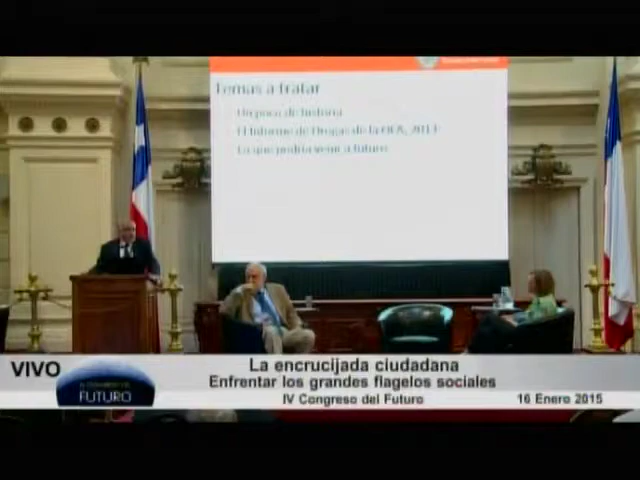 Temas a tratar
Un poco de historia
El Informe de Drogas de la OEA, 2013
Lo que podría venir a futuro
VIVO
FUTURO
La encrucijada ciudadana
Enfrentar los grandes flagelos sociales
IV Congreso del Futuro
16 Enero 2015